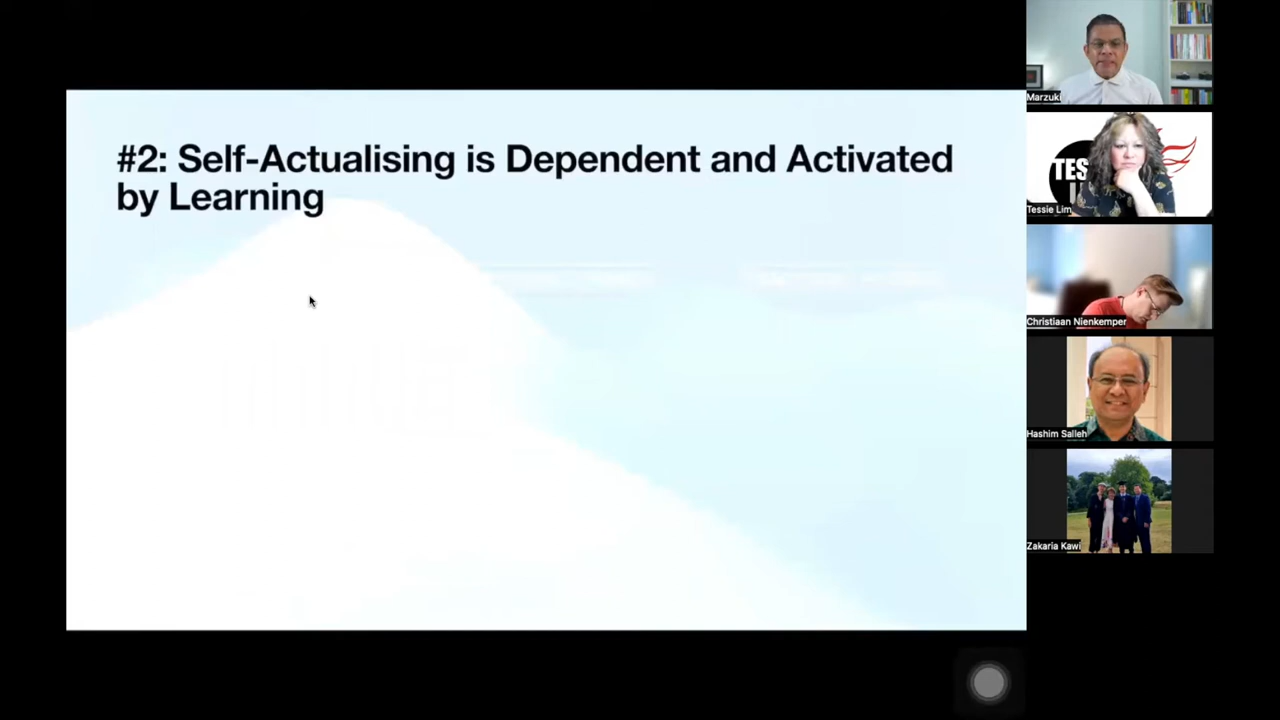 #2: Self-Actualising is Dependent and Activated
by Learning
Marzuki
TES
Tessie Lim
Christiaan Nienkemper
Hashim Salleh
Zakaria Kawi